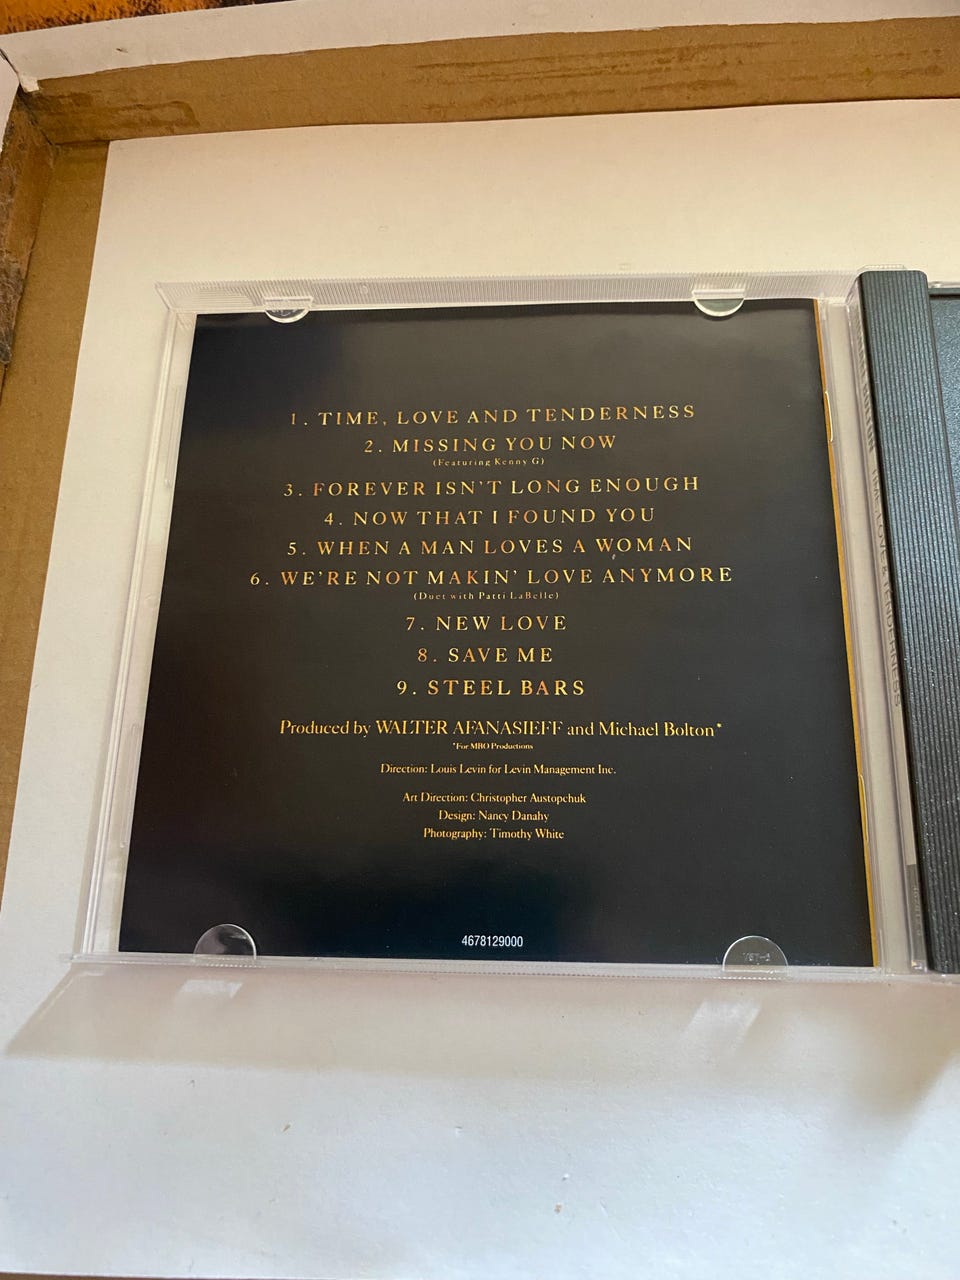 1. TIME, LOVE AND TENDERNESS
2. MISSING YOU NOW
(Featuring Kenny G)
3. FOREVER ISN'T LONG ENOUGH
4. NOW THAT I FOUND YOU
5. WHEN A MAN LOVES A WOMAN
6. WE'RE NOT MAKIN' LOVE ANYMORE
(Duet with Patti LaBelle)
7. NEW LOVE
8. SAVE ME
9. STEEL BARS
Produced by WALTER AFANASIEFF and Michael Bolton*
*For MBO Productions
Direction: Louis Levin for Levin Management Inc.
Art Direction: Christopher Austopchuk
Design: Nancy Danahy
Photography: Timothy White
4678129000
TIME, LOVE & TENDERNESS